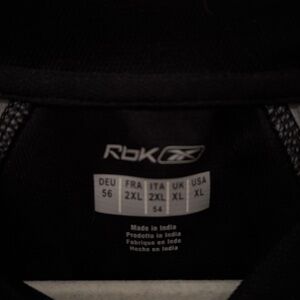 Rbk
DEU FRA ITA UK USA
56 2XL 2XL XL XL
54
Made in India
Prodotto in India
Fabrique en Inde
Hecho en India